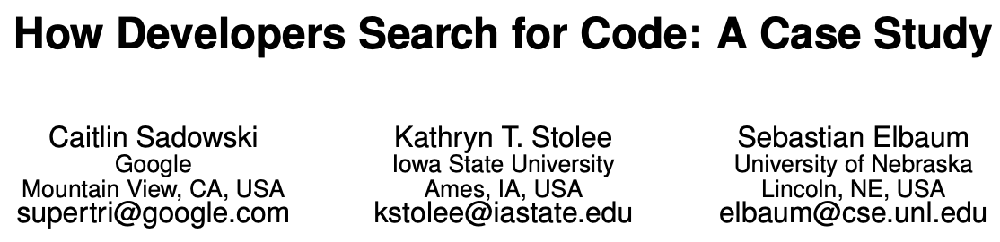 How Developers Search for Code: A Case Study
Caitlin Sadowski
Google
Mountain View, CA, USA
supertri@google.com
Kathryn T. Stolee
Iowa State University
Ames, IA, USA
kstolee@iastate.edu
Sebastian Elbaum
University of Nebraska
Lincoln, NE, USA
elbaum@cse.unl.edu